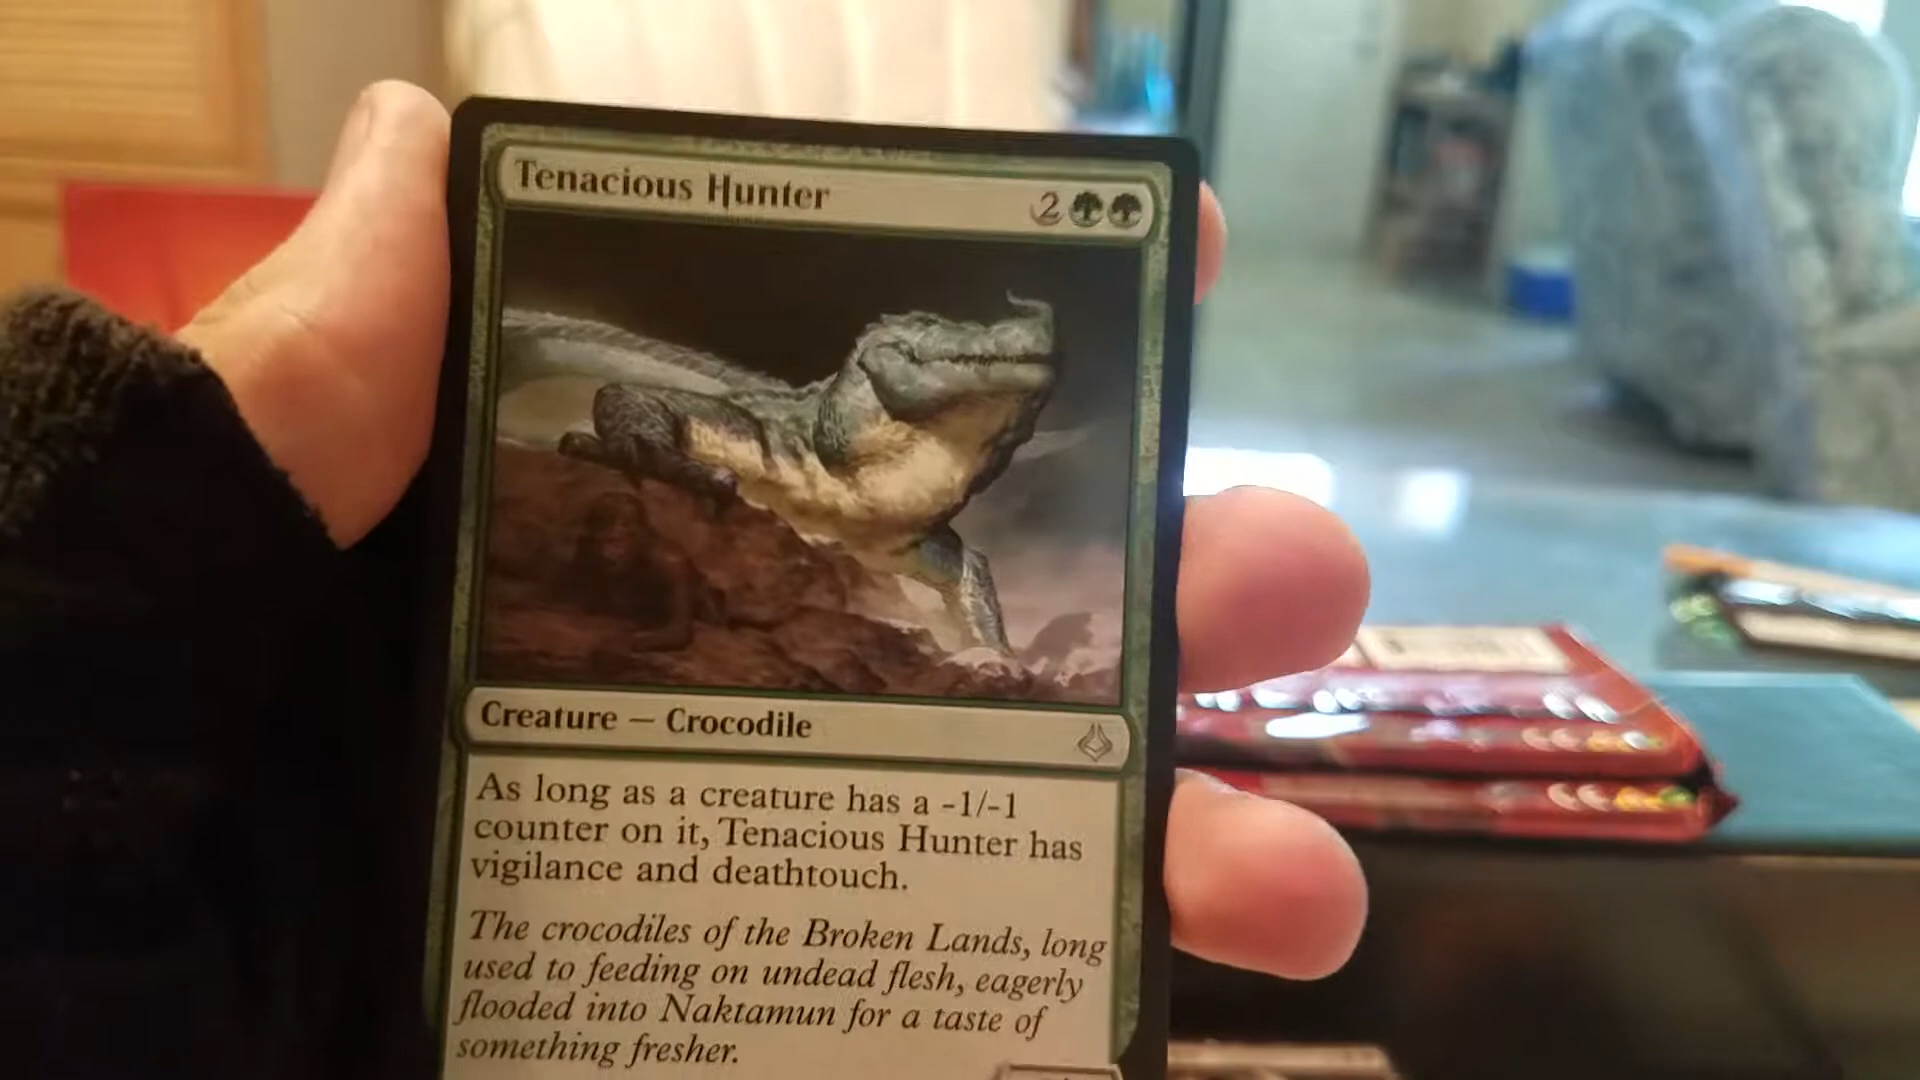 Tenacious Hunter
2
Creature — Crocodile
As long as a creature has a -1/-1
counter on it, Tenacious Hunter has
vigilance and deathtouch.
The crocodiles of the Broken Lands, long
used to feeding on undead flesh, eagerly
flooded into Naktamun for a taste of
something fresher.